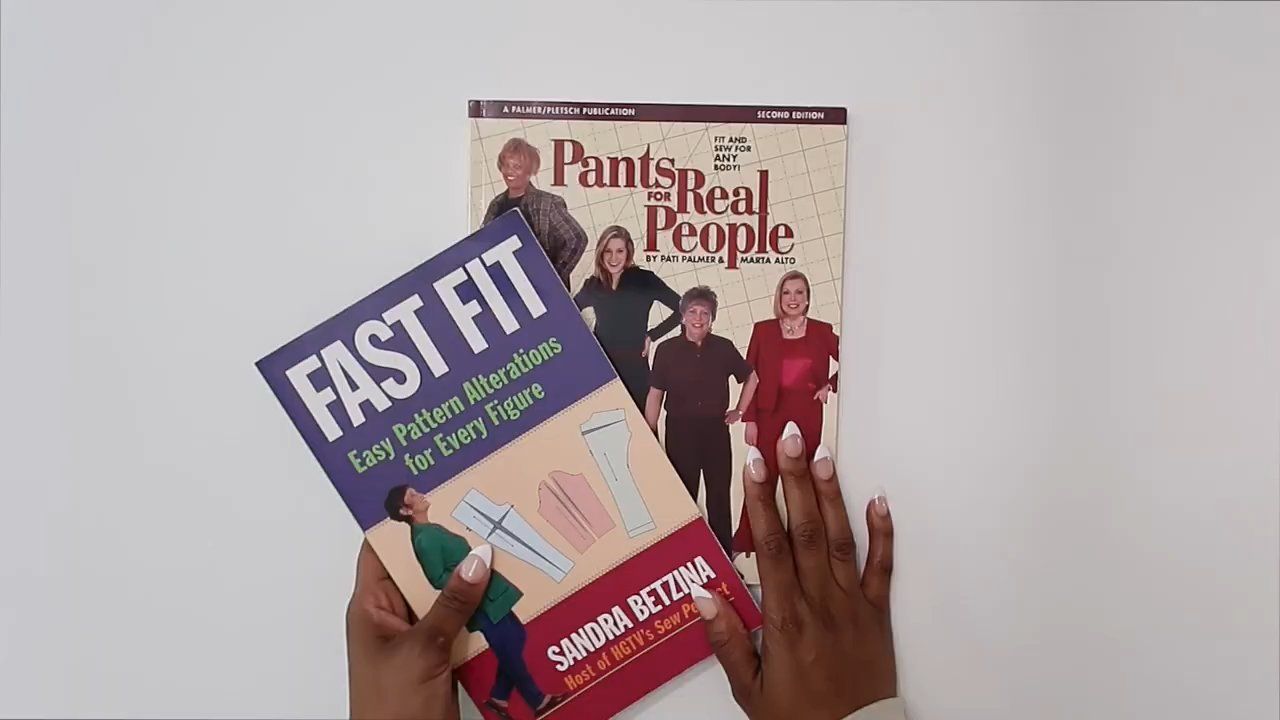 A PALMER/PLETSCH PUBLICATION
SECOND EDITION
FIT AND
SEW FOR
ANY
BODY!
Pants
FOR Real
People
BY PATI PALMER & MARTA ALTO
FAST FIT
Easy Pattern Alterations
for Every Figure
SANDRA BETZINA
Host of HGTV's Sew